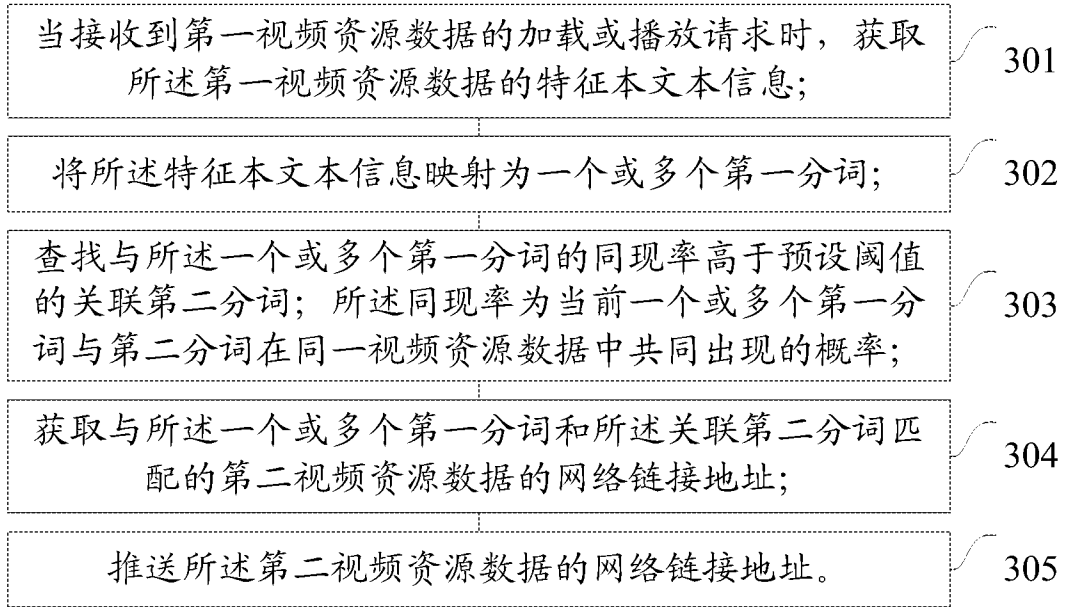 当接收到第一视频资源数据的加载或播放请求时，获取
所述第一视频资源数据的特征本文本信息；
301
将所述特征本文本信息映射为一个或多个第一分词；
302
查找与所述一个或多个第一分词的同现率高于预设阈值
的关联第二分词；所述同现率为当前一个或多个第一分
词与第二分词在同一视频资源数据中共同出现的概率；
303
获取与所述一个或多个第一分词和所述关联第二分词匹
配的第二视频资源数据的网络链接地址；
304
推送所述第二视频资源数据的网络链接地址。
305